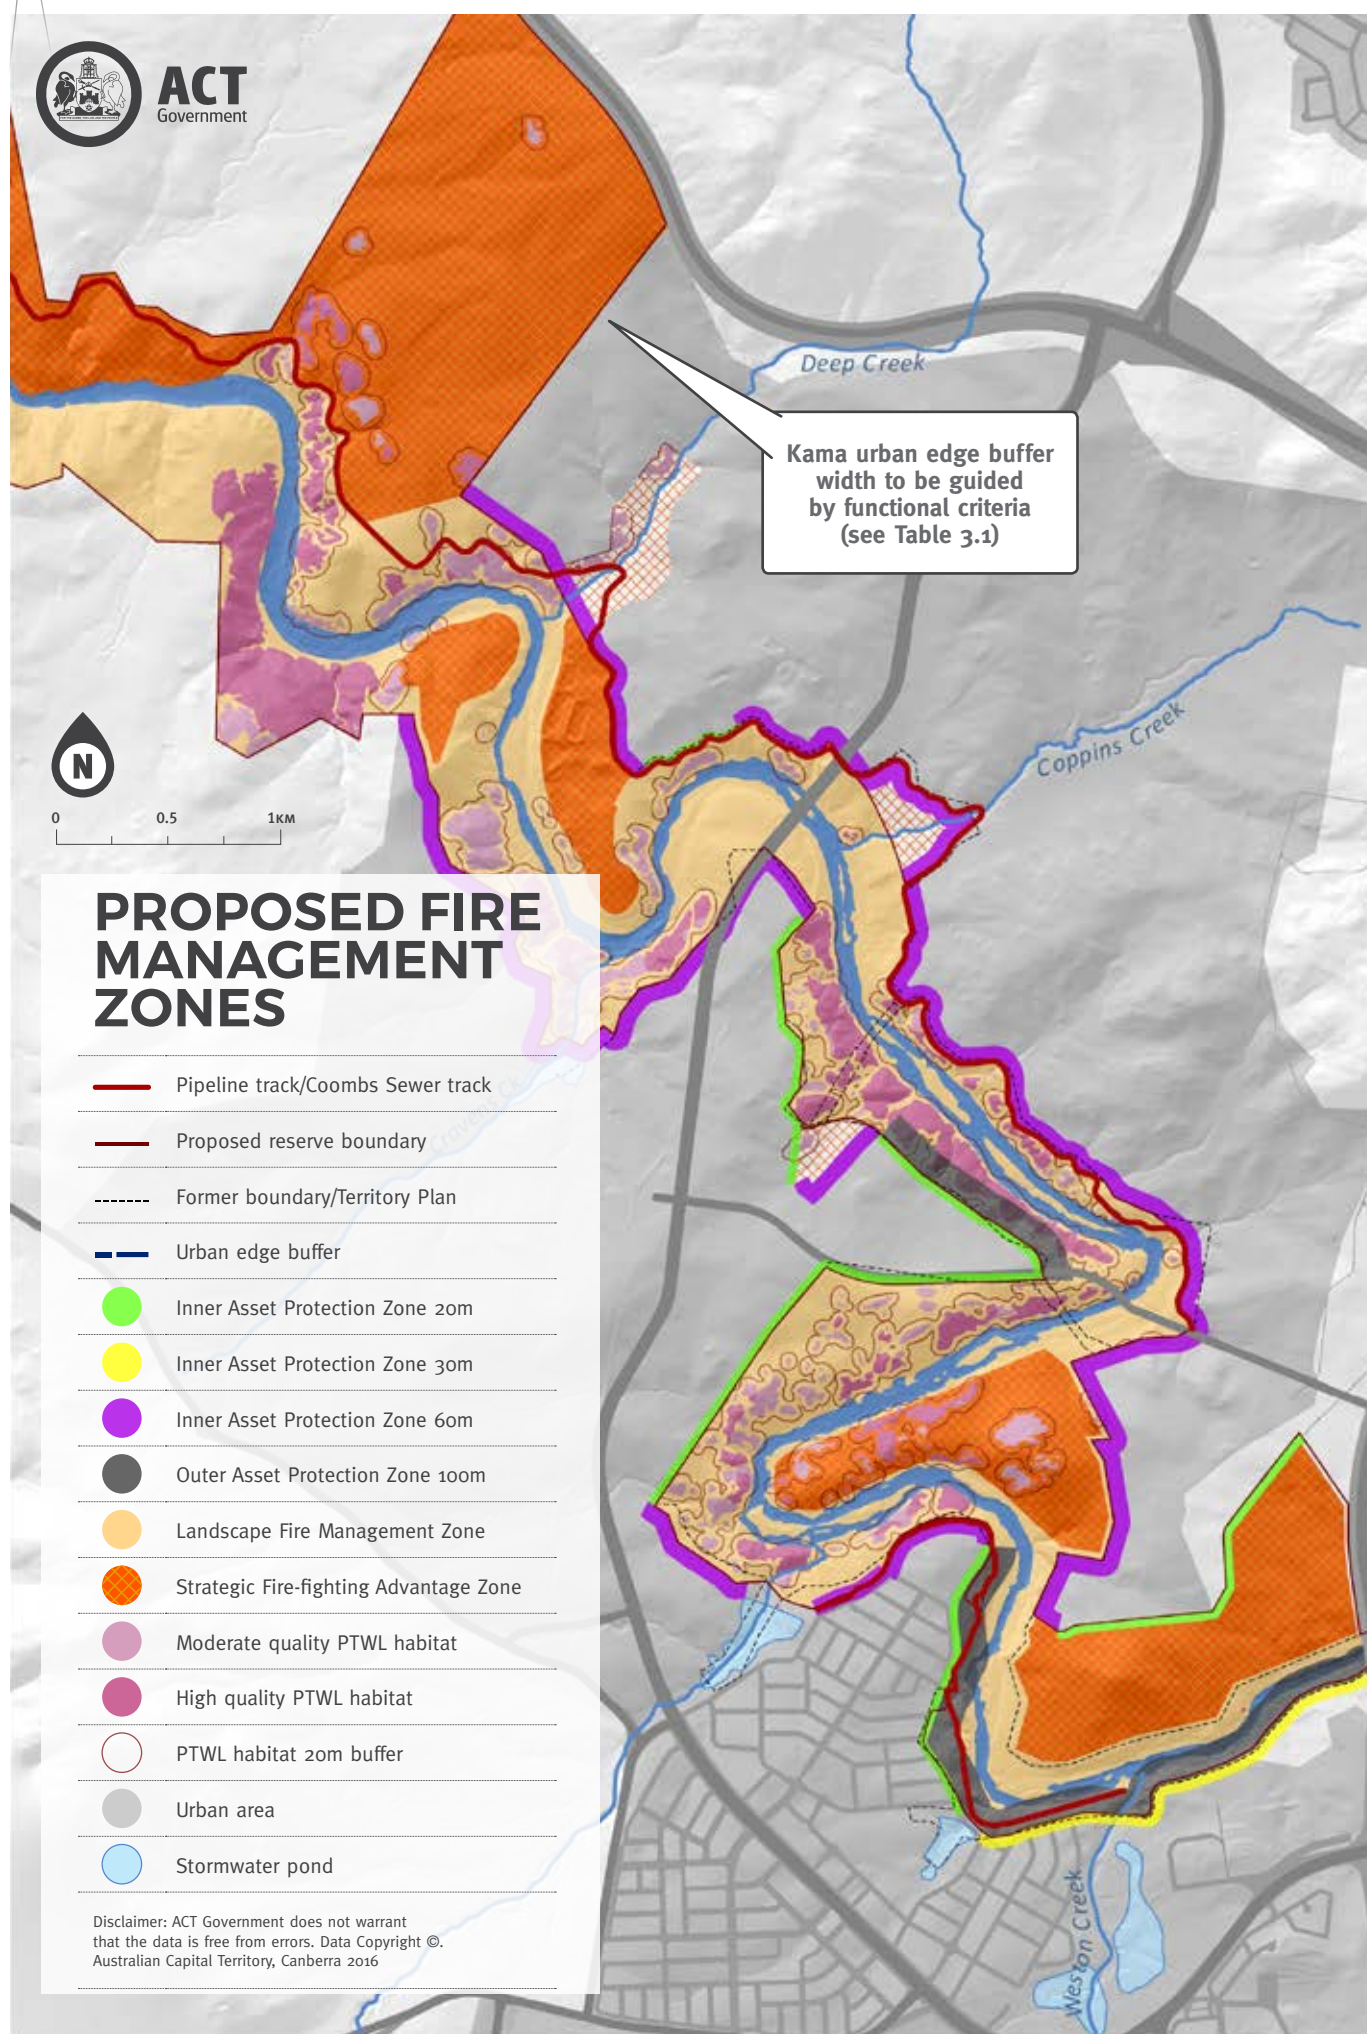 ACT
Government
Deep Creek
Kama urban edge buffer
width to be guided
by functional criteria
(see Table 3.1)
Coppins Creek
N
0 0.5 1KM
PROPOSED FIRE
MANAGEMENT
ZONES
Pipeline track/Coombs Sewer track
Cravens Ck
Proposed reserve boundary
Former boundary/Territory Plan
Urban edge buffer
Inner Asset Protection Zone 20m
Inner Asset Protection Zone 30m
Inner Asset Protection Zone 60m
Outer Asset Protection Zone 100m
Landscape Fire Management Zone
Strategic Fire-fighting Advantage Zone
Moderate quality PTWL habitat
High quality PTWL habitat
PTWL habitat 20m buffer
Urban area
Stormwater pond
Weston Creek
Disclaimer: ACT Government does not warrant
that the data is free from errors. Data Copyright ©.
Australian Capital Territory, Canberra 2016